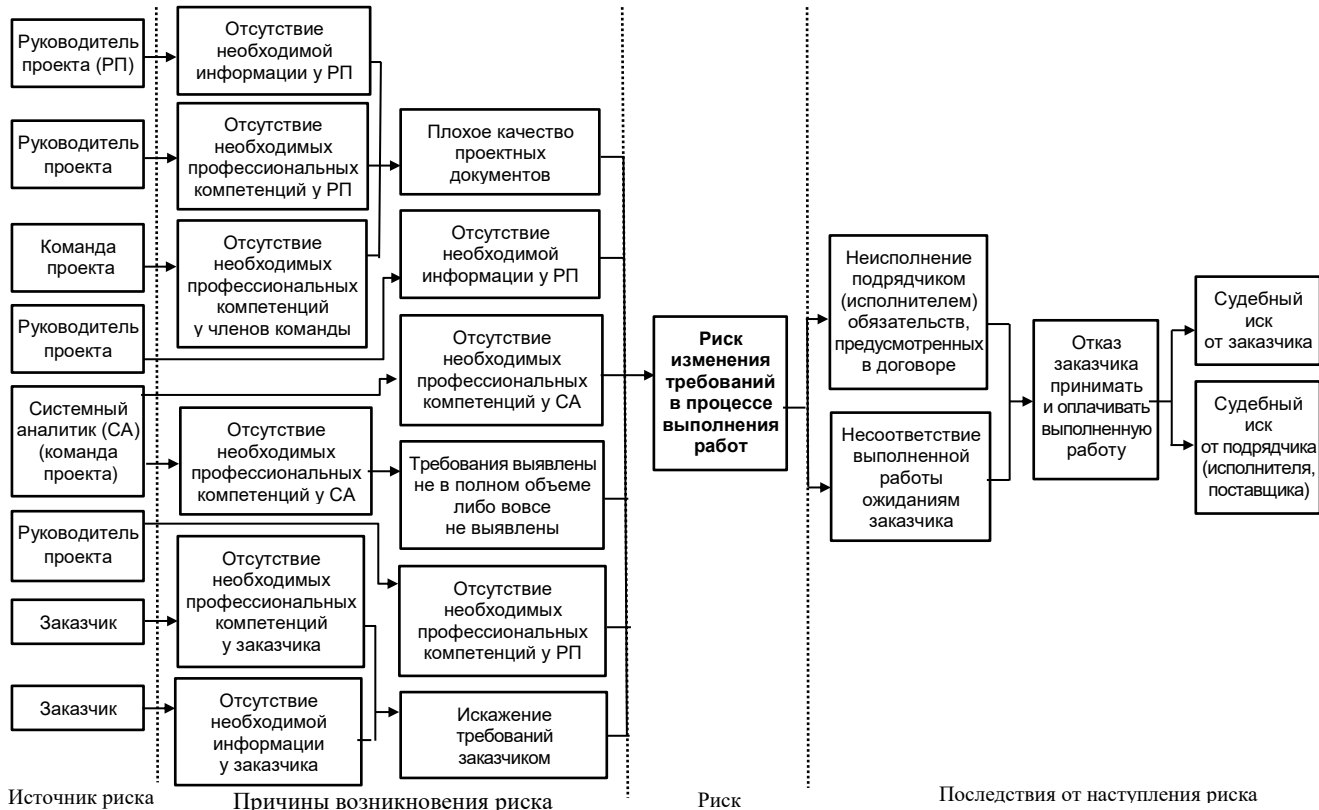 Руководитель
проекта (РП)
Руководитель
проекта
Команда
проекта
Руководитель
проекта
Системный
аналитик (СА)
(команда
проекта)
Руководитель
проекта
Заказчик
Заказчик
Отсутствие
необходимой
информации у РП
Отсутствие
необходимых
профессиональных
компетенций у РП
Отсутствие
необходимых
профессиональных
компетенций
у членов команды
Отсутствие
необходимых
профессиональных
компетенций у СА
Отсутствие
необходимых
профессиональных
компетенций
у заказчика
Отсутствие
необходимой
информации
у заказчика
Плохое качество
проектных
документов
Отсутствие
необходимой
информации у РП
Отсутствие
необходимых
профессиональных
компетенций у СА
Требования выявлены
не в полном объеме
либо вовсе
не выявлены
Отсутствие
необходимых
профессиональных
компетенций у РП
Искажение
требований
заказчиком
Риск
изменения
требований
в процессе
выполнения
работ
Неисполнение
подрядчиком
(исполнителем)
обязательств,
предусмотренных
в договоре
Несоответствие
выполненной
работы
ожиданиям
заказчика
Отказ
заказчика
принимать
и оплачивать
выполненную
работу
Судебный
иск
от заказчика
Судебный
иск
от подрядчика
(исполнителя,
поставщика)
Источник риска
Причины возникновения риска
Риск
Последствия от наступления риска